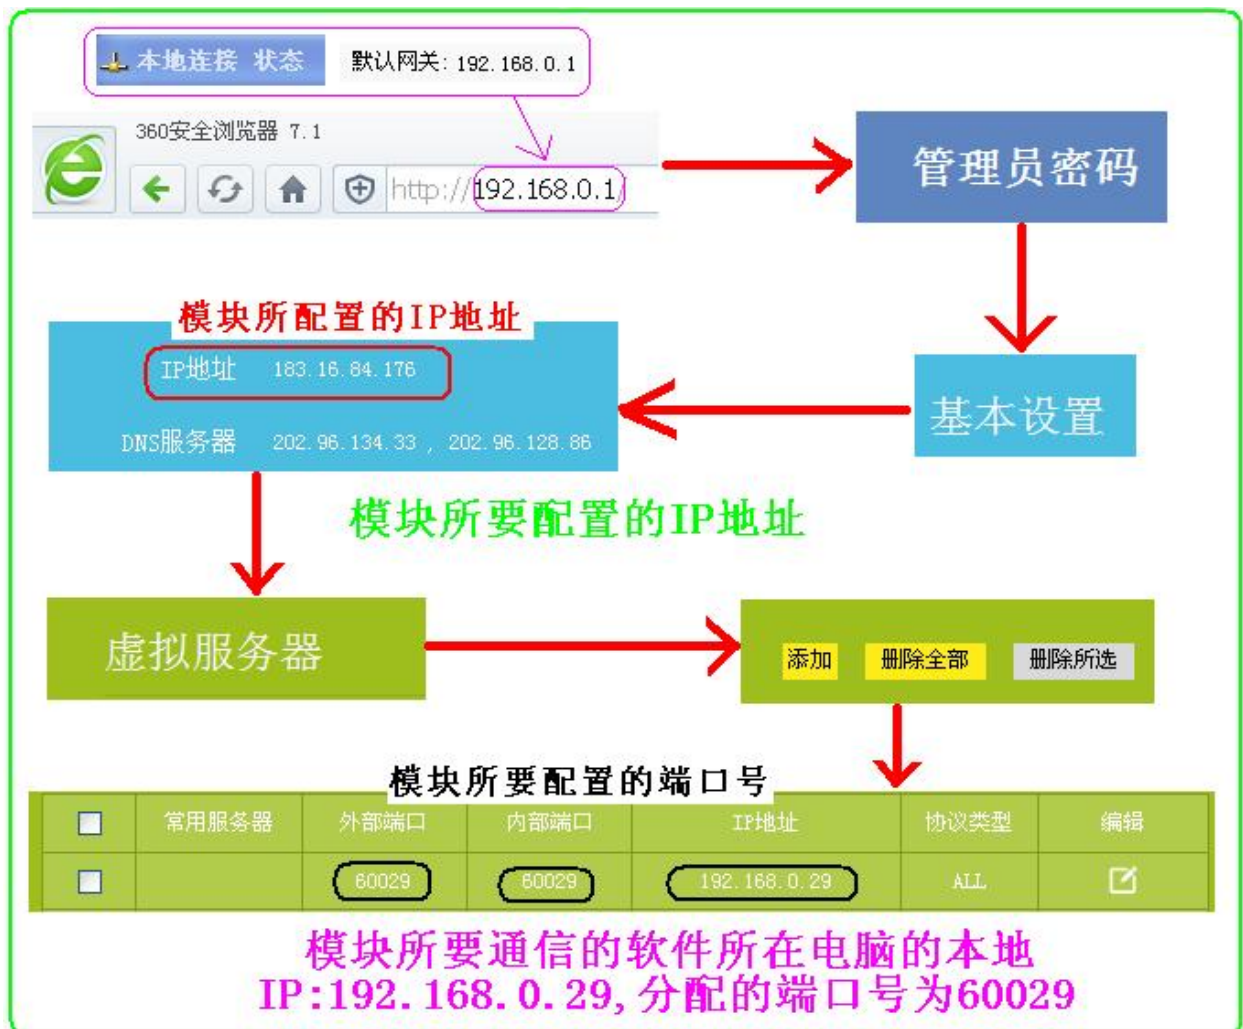 本地连接 状态 默认网关: 192.168.0.1
360安全浏览器 7.1
http://192.168.0.1/
管理员密码
模块所配置的IP地址
IP地址 183.16.84.176
DNS服务器 202.96.134.33 , 202.96.128.86
基本设置
模块所要配置的IP地址
虚拟服务器
添加 删除全部 删除所选
模块所要配置的端口号
常用服务器 外部端口 内部端口 IP地址 协议类型 编辑
60029 60029 192.168.0.29 ALL
模块所要通信的软件所在电脑的本地
IP:192.168.0.29,分配的端口号为60029